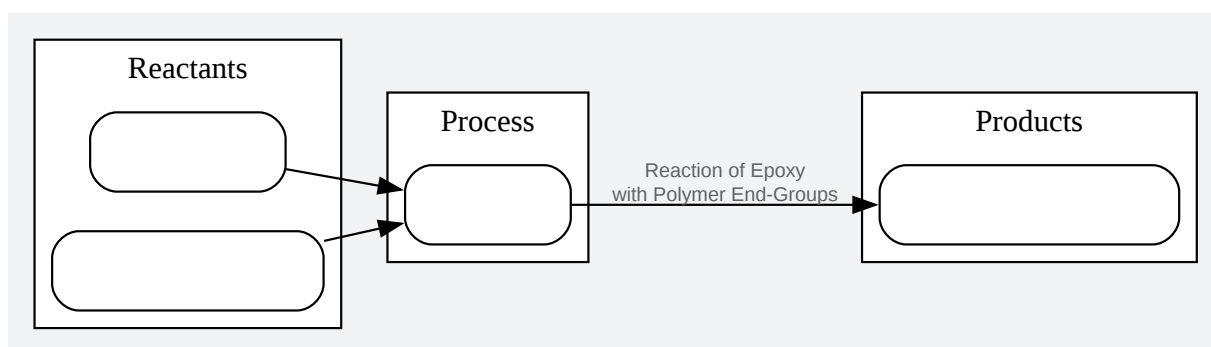 Reactants
Process
Products
Reaction of Epoxy
with Polymer End-Groups